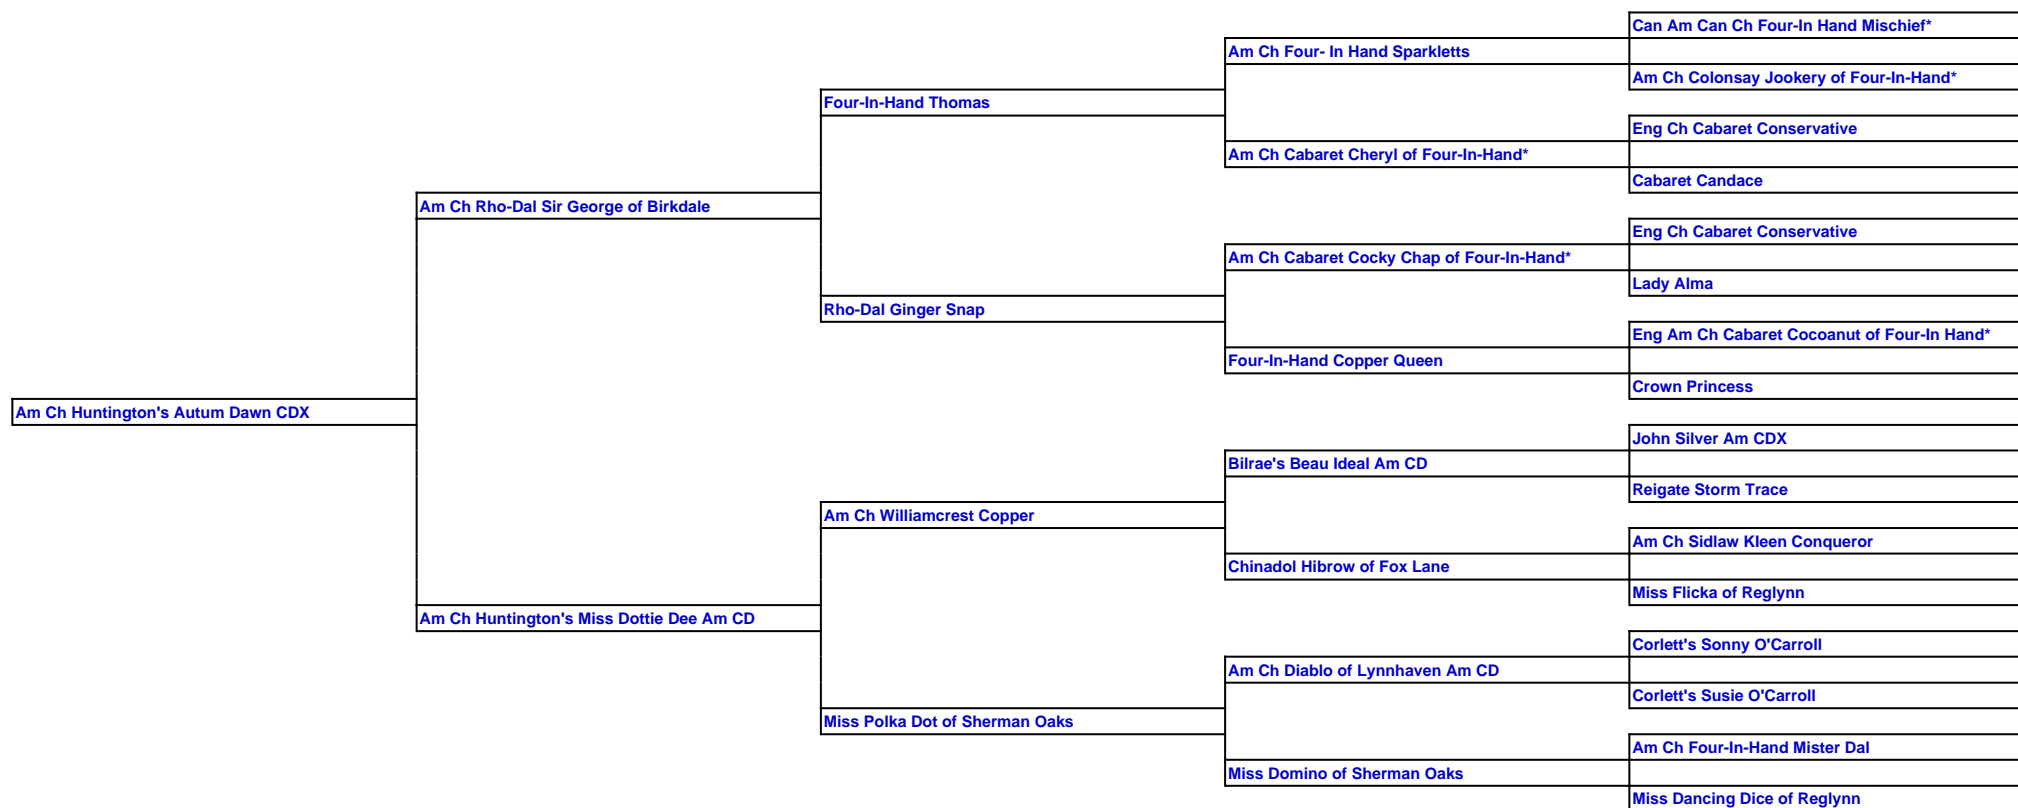 Can Am Can Ch Four-In Hand Mischief*
Am Ch Four- In Hand Sparkletts
Am Ch Colonsay Jookery of Four-In-Hand*
Four-In-Hand Thomas
Eng Ch Cabaret Conservative
Am Ch Cabaret Cheryl of Four-In-Hand*
Cabaret Candace
Am Ch Rho-Dal Sir George of Birkdale
Eng Ch Cabaret Conservative
Am Ch Cabaret Cocky Chap of Four-In-Hand*
Lady Alma
Rho-Dal Ginger Snap
Eng Am Ch Cabaret Cocoanut of Four-In Hand*
Four-In-Hand Copper Queen
Crown Princess
Am Ch Huntington's Autum Dawn CDX
John Silver Am CDX
Bilrae's Beau Ideal Am CD
Reigate Storm Trace
Am Ch Williamcrest Copper
Am Ch Sidlaw Kleen Conqueror
Chinadol Hibrow of Fox Lane
Miss Flicka of Reglynn
Am Ch Huntington's Miss Dottie Dee Am CD
Corlett's Sonny O'Carroll
Am Ch Diablo of Lynnhaven Am CD
Corlett's Susie O'Carroll
Miss Polka Dot of Sherman Oaks
Am Ch Four-In-Hand Mister Dal
Miss Domino of Sherman Oaks
Miss Dancing Dice of Reglynn